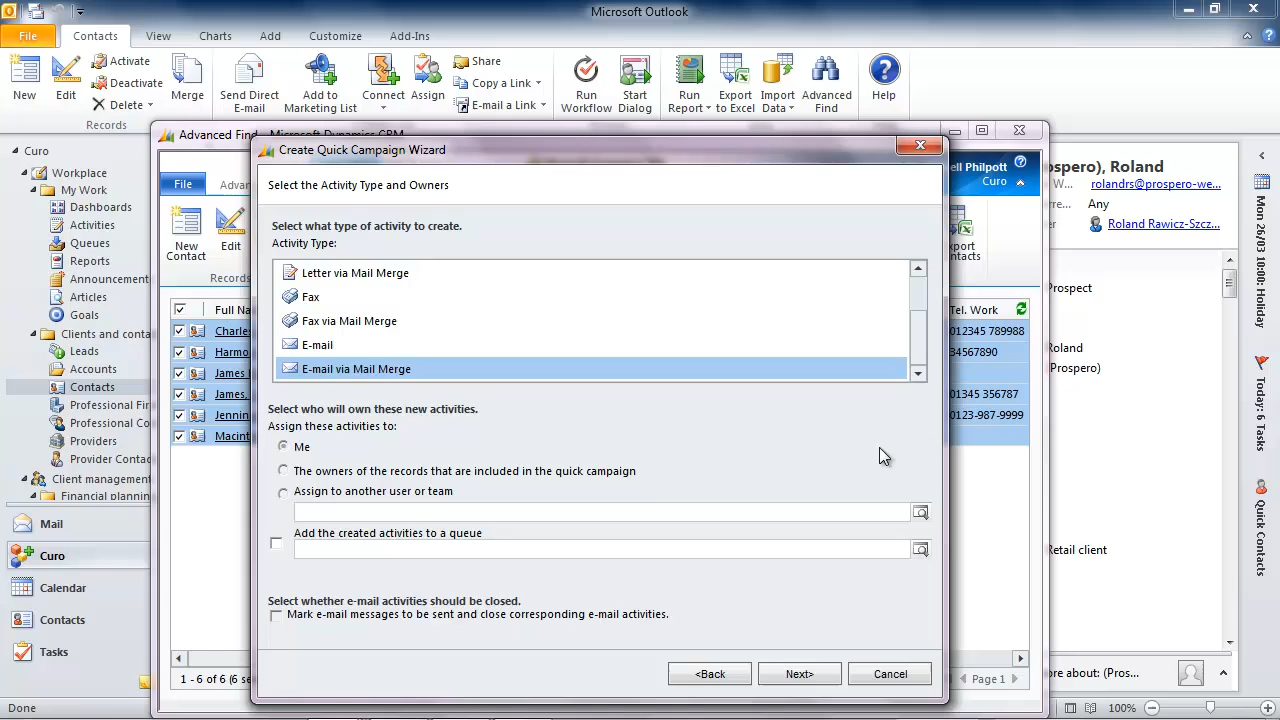 Microsoft Outlook
File
Contacts
View
Charts
Add
Customize
Add-Ins
New
Edit
Activate
Deactivate
Delete
Merge
Records
Send Direct
E-mail
Add to
Marketing List
Connect
Assign
Share
Copy a Link
E-mail a Link
Run
Workflow
Start
Dialog
Run
Report
Export
to Excel
Import
Data
Advanced
Find
Help
Curo
Workplace
My Work
Dashboards
Activities
Queues
Reports
Announcement
Articles
Goals
Clients and conta
Leads
Accounts
Contacts
Professional Fir
Professional Co
Providers
Provider Contac
Client management
Financial planning
Mail
Curo
Calendar
Contacts
Tasks
Done
Advanced Find - Microsoft Dynamics CRM
File
Advan
New
Contact
Edit
Records
Full Na
Charles
Harmo
James
James,
Jennin
Macint
1 - 6 of 6 (6 se
ell Philpott
Curo
xport
ontacts
Tel. Work
012345 789988
34567890
01345 356787
0123-987-9999
Page 1
Create Quick Campaign Wizard
Select the Activity Type and Owners
Select what type of activity to create.
Activity Type:
Letter via Mail Merge
Fax
Fax via Mail Merge
E-mail
E-mail via Mail Merge
Select who will own these new activities.
Assign these activities to:
Me
The owners of the records that are included in the quick campaign
Assign to another user or team
Add the created activities to a queue
Select whether e-mail activities should be closed.
Mark e-mail messages to be sent and close corresponding e-mail activities.
<Back
Next>
Cancel
spero), Roland
W...
rolandrs@prospero-we...
rre...
Any
or
Roland Rawicz-Szcz...
Prospect
Roland
Prospero)
Retail client
re about: (Pros...
Mon 26/03 9:00: Holiday
Today: 6 Tasks
Quick Contacts
100%